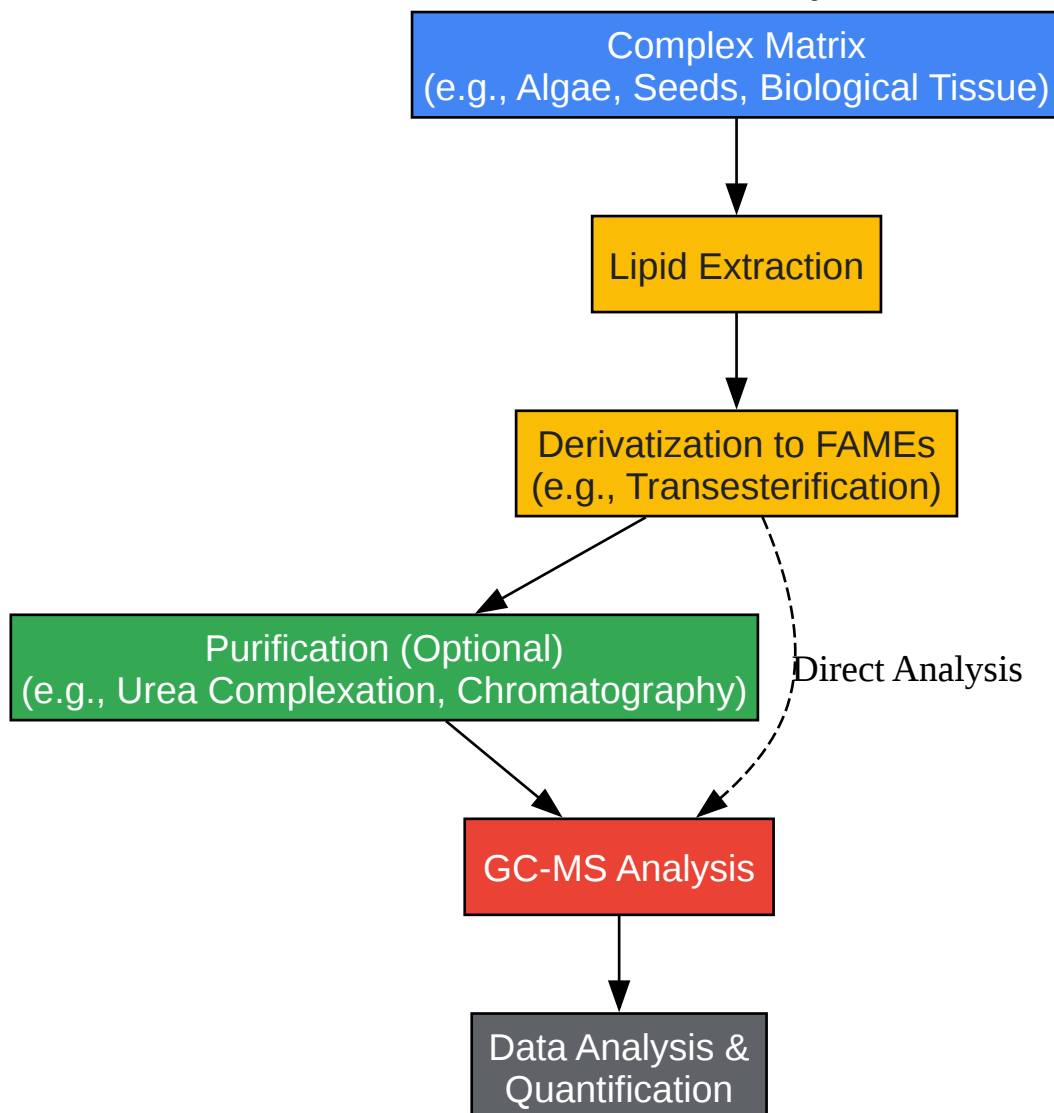 Complex Matrix
(e.g., Algae, Seeds, Biological Tissue)
Lipid Extraction
Derivatization to FAMEs
(e.g., Transesterification)
Purification (Optional)
(e.g., Urea Complexation, Chromatography)
Direct Analysis
GC-MS Analysis
Data Analysis &
Quantification